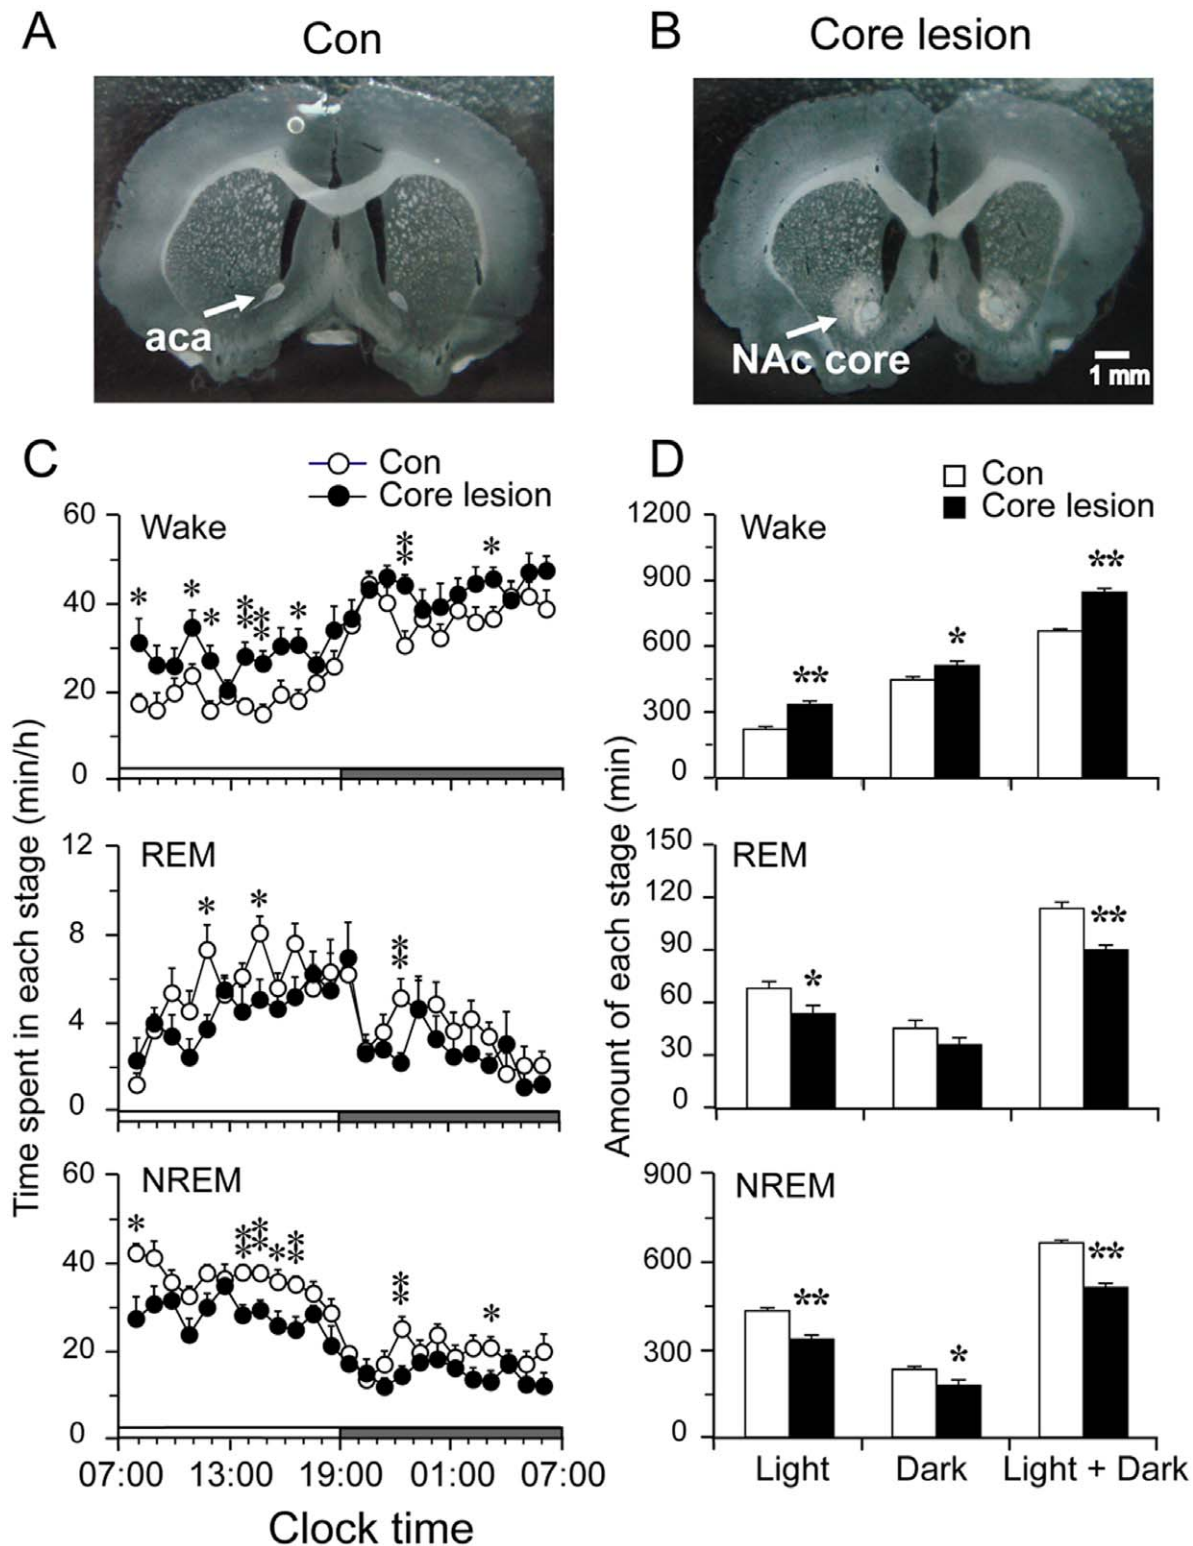 A
Con
B
Core lesion
aca
NAc core
1 mm
C
Con
Core lesion
D
Con
Core lesion
Time spent in each stage (min/h)
60
40
20
0
Wake
*
*
*
**
**
*
**
*
12
8
4
0
REM
*
*
**
60
40
20
0
NREM
*
**
**
*
**
**
*
07:00 13:00 19:00 01:00 07:00
Clock time
Amount of each stage (min)
1200
900
600
300
0
Wake
**
*
**
150
120
90
60
30
0
REM
*
**
900
600
300
0
NREM
**
*
**
Light Dark Light + Dark